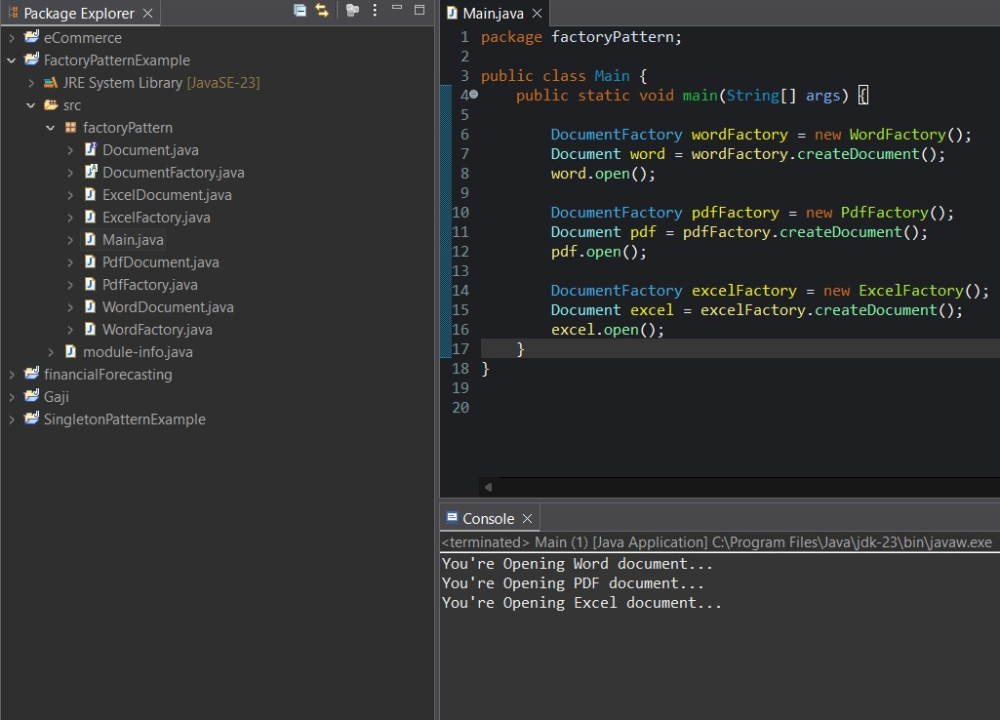 Package Explorer
eCommerce
FactoryPatternExample
JRE System Library [JavaSE-23]
src
factoryPattern
Document.java
DocumentFactory.java
ExcelDocument.java
ExcelFactory.java
Main.java
PdfDocument.java
PdfFactory.java
WordDocument.java
WordFactory.java
module-info.java
financialForecasting
Gaji
SingletonPatternExample
Main.java
1 package factoryPattern;
2
3 public class Main {
4     public static void main(String[] args) {
5
6         DocumentFactory wordFactory = new WordFactory();
7         Document word = wordFactory.createDocument();
8         word.open();
9
10         DocumentFactory pdfFactory = new PdfFactory();
11         Document pdf = pdfFactory.createDocument();
12         pdf.open();
13
14         DocumentFactory excelFactory = new ExcelFactory();
15         Document excel = excelFactory.createDocument();
16         excel.open();
17     }
18 }
19
20
Console
<terminated> Main (1) [Java Application] C:\Program Files\Java\jdk-23\bin\javaw.exe
You're Opening Word document...
You're Opening PDF document...
You're Opening Excel document...